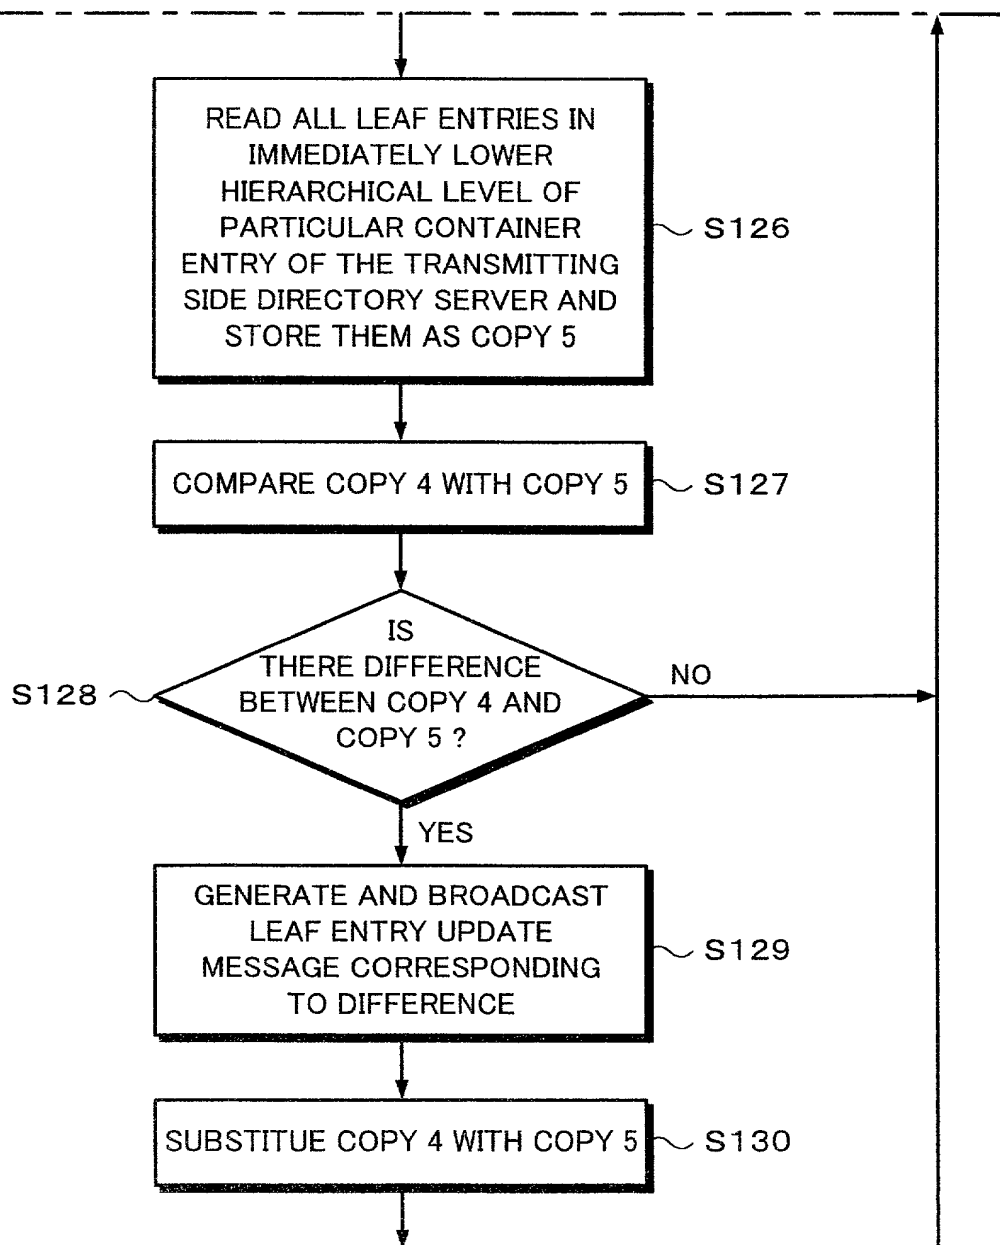 READ ALL LEAF ENTRIES IN
IMMEDIATELY LOWER
HIERARCHICAL LEVEL OF
PARTICULAR CONTAINER
ENTRY OF THE TRANSMITTING
SIDE DIRECTORY SERVER AND
STORE THEM AS COPY 5
S126
COMPARE COPY 4 WITH COPY 5
S127
IS
THERE DIFFERENCE
BETWEEN COPY 4 AND
COPY 5 ?
S128
NO
YES
GENERATE AND BROADCAST
LEAF ENTRY UPDATE
MESSAGE CORRESPONDING
TO DIFFERENCE
S129
SUBSTITUE COPY 4 WITH COPY 5
S130